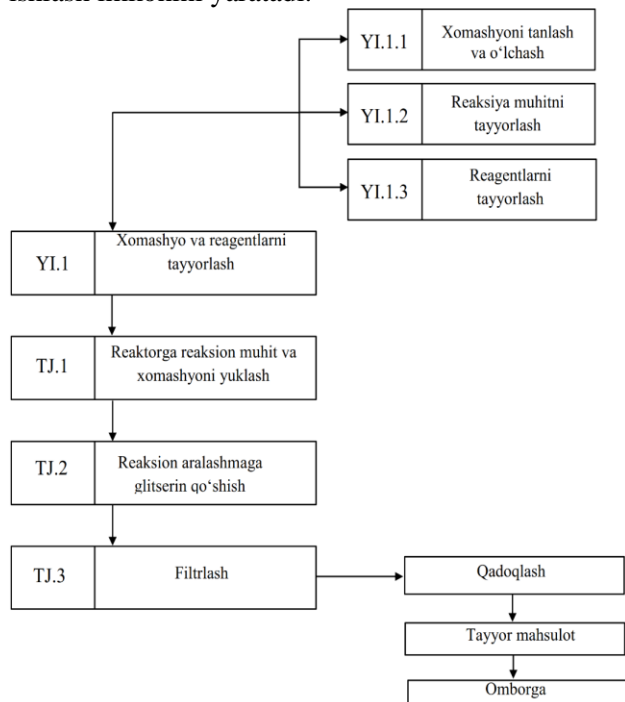 YI.1.1
Xomashyoni tanlash
va o‘lchash
YI.1.2
Reaksiya muhitni
tayyorlash
YI.1.3
Reagentlarni
tayyorlash
YI.1
Xomashyo va reagentlarni
tayyorlash
TJ.1
Reaktorga reaksion muhit va
xomashyoni yuklash
TJ.2
Reaksion aralashmaga
glitserin qo‘shish
TJ.3
Filtrlash
Qadoqlash
Tayyor mahsulot
Omborga